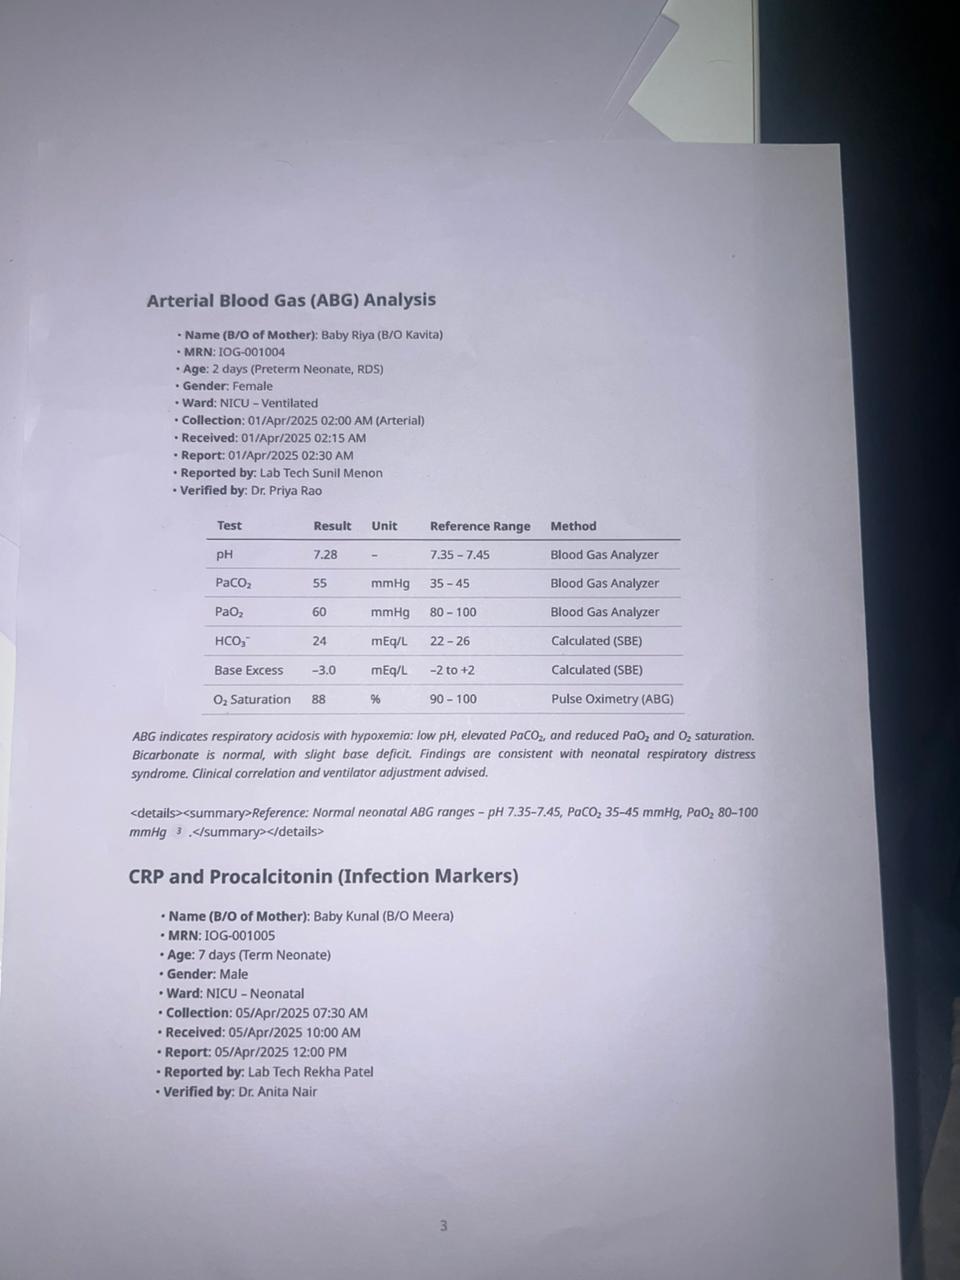 Arterial Blood Gas (ABG) Analysis
• Name (B/O of Mother): Baby Riya (B/O Kavita)
• MRN: IOG-001004
• Age: 2 days (Preterm Neonate, RDS)
• Gender: Female
• Ward: NICU – Ventilated
• Collection: 01/Apr/2025 02:00 AM (Arterial)
• Received: 01/Apr/2025 02:15 AM
• Report: 01/Apr/2025 02:30 AM
• Reported by: Lab Tech Sunil Menon
• Verified by: Dr. Priya Rao
Test Result Unit Reference Range Method
pH 7.28 – 7.35 – 7.45 Blood Gas Analyzer
PaCO₂ 55 mmHg 35 – 45 Blood Gas Analyzer
PaO₂ 60 mmHg 80 – 100 Blood Gas Analyzer
HCO₃⁻ 24 mEq/L 22 – 26 Calculated (SBE)
Base Excess –3.0 mEq/L –2 to +2 Calculated (SBE)
O₂ Saturation 88 % 90 – 100 Pulse Oximetry (ABG)
ABG indicates respiratory acidosis with hypoxemia: low pH, elevated PaCO₂, and reduced PaO₂ and O₂ saturation.
Bicarbonate is normal, with slight base deficit. Findings are consistent with neonatal respiratory distress
syndrome. Clinical correlation and ventilator adjustment advised.
<details><summary>Reference: Normal neonatal ABG ranges – pH 7.35–7.45, PaCO₂ 35–45 mmHg, PaO₂ 80–100
mmHg 3 .</summary></details>
CRP and Procalcitonin (Infection Markers)
• Name (B/O of Mother): Baby Kunal (B/O Meera)
• MRN: IOG-001005
• Age: 7 days (Term Neonate)
• Gender: Male
• Ward: NICU – Neonatal
• Collection: 05/Apr/2025 07:30 AM
• Received: 05/Apr/2025 10:00 AM
• Report: 05/Apr/2025 12:00 PM
• Reported by: Lab Tech Rekha Patel
• Verified by: Dr. Anita Nair
3